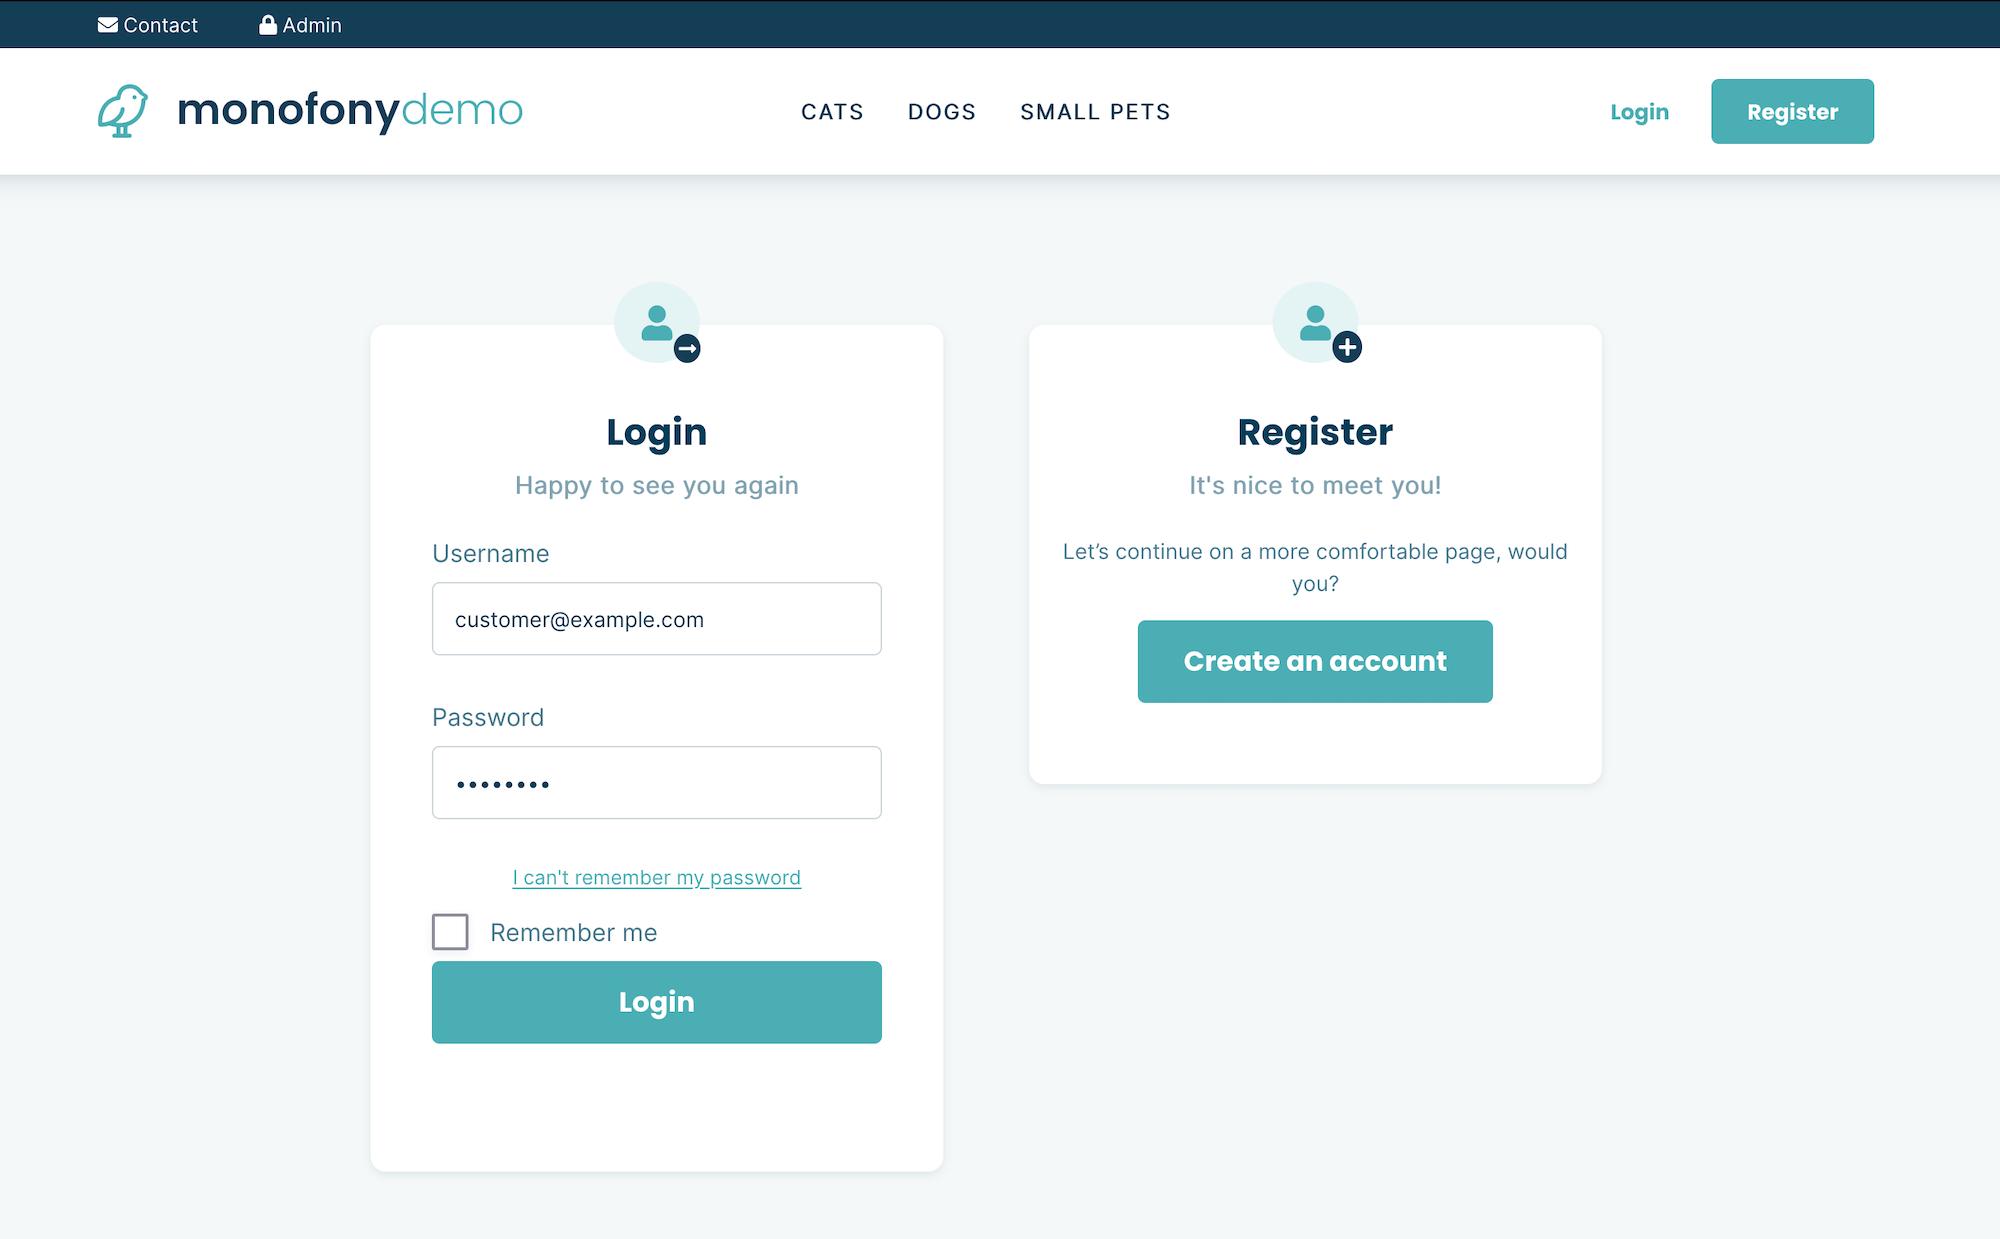 Contact Admin
monofonydemo CATS DOGS SMALL PETS Login Register
Login
Happy to see you again
Username
customer@example.com
Password
••••••••
I can't remember my password
Remember me
Login
Register
It's nice to meet you!
Let’s continue on a more comfortable page, would
you?
Create an account